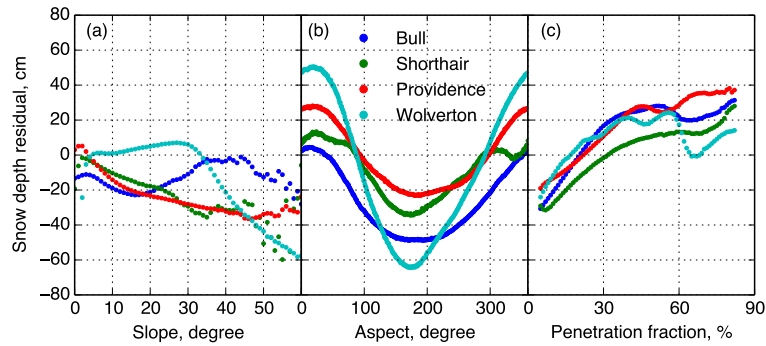 80
60
40
20
0
−20
−40
−60
−80
Snow depth residual, cm
(a)
(b)
(c)
Bull
Shorthair
Providence
Wolverton
0 10 20 30 40 50
100 200 300
0 30 60 90
Slope, degree
Aspect, degree
Penetration fraction, %